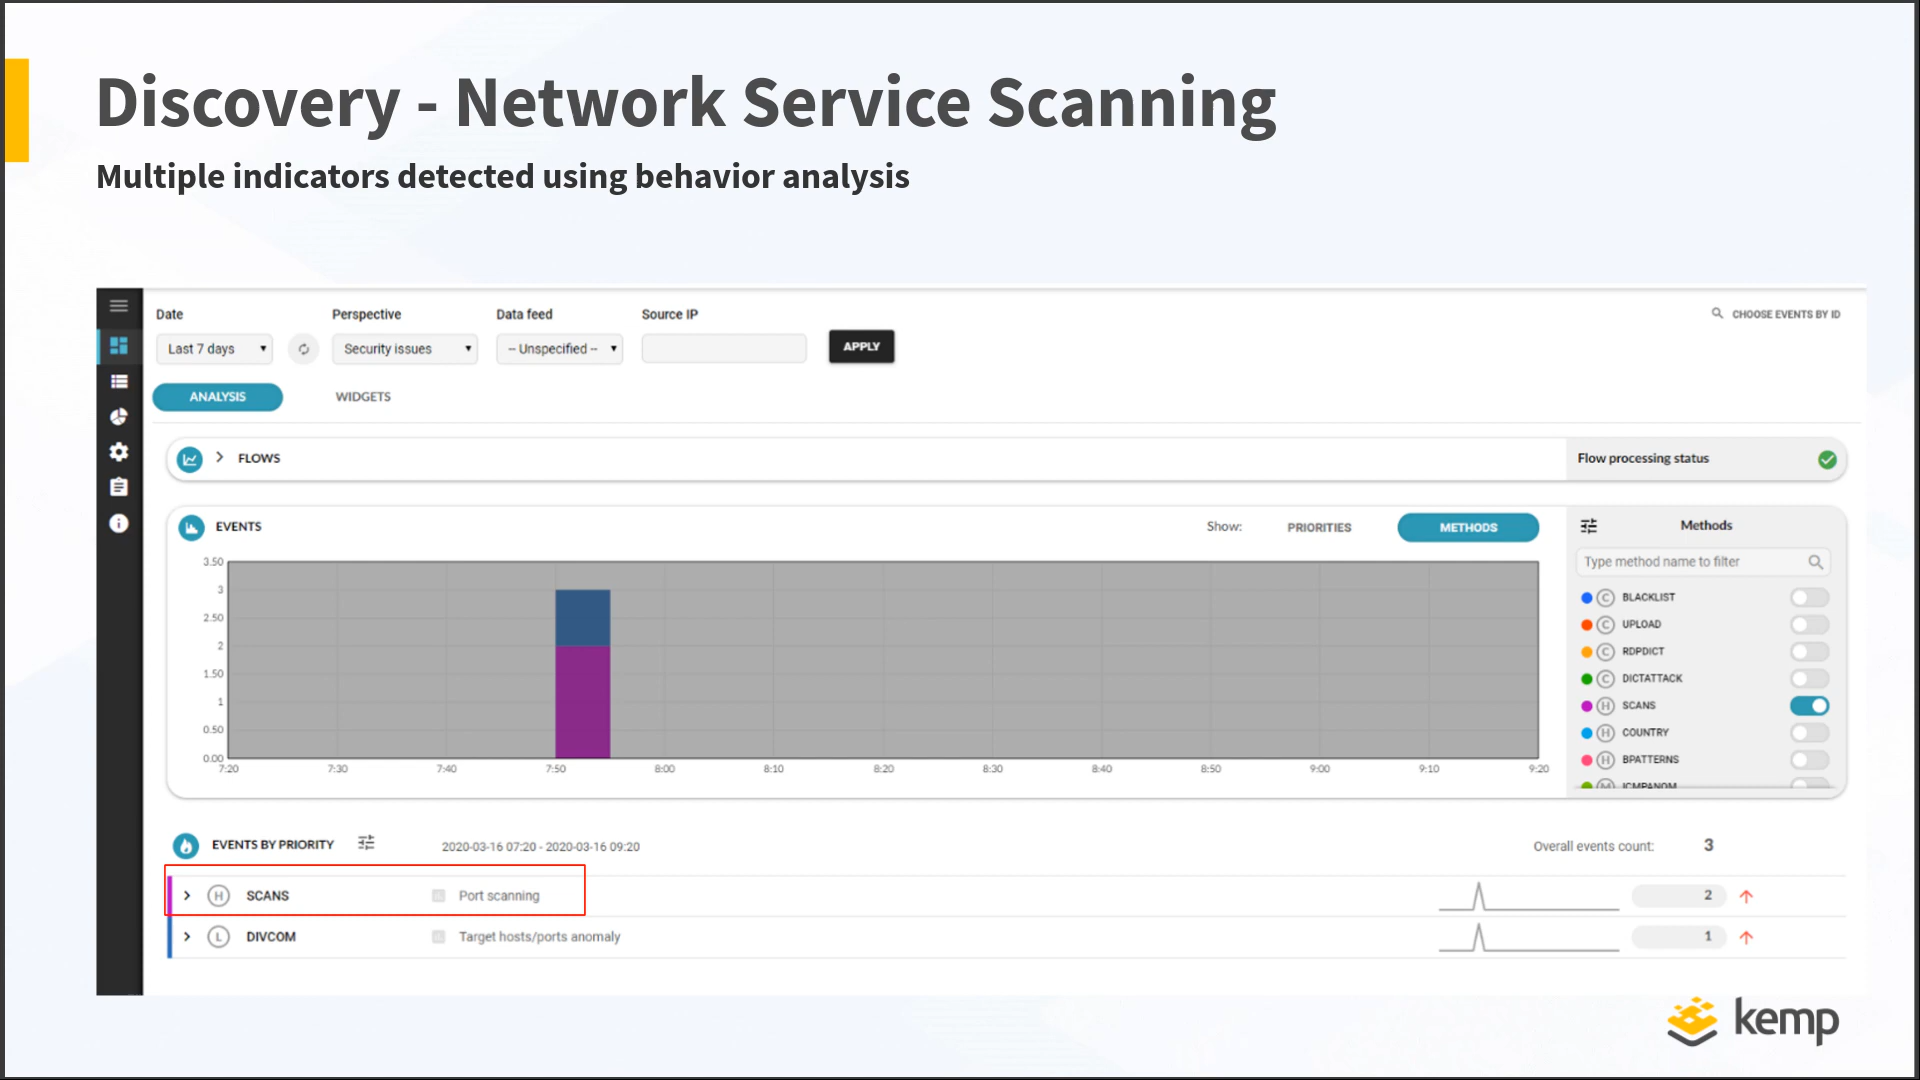 Discovery - Network Service Scanning
Multiple indicators detected using behavior analysis
Date
Perspective
Data feed
Source IP
CHOOSE EVENTS BY ID
Last 7 days
Security issues
-- Unspecified --
APPLY
ANALYSIS
WIDGETS
FLOWS
Flow processing status
EVENTS
Show:
PRIORITIES
METHODS
3.50
3
2.50
2
1.50
1
0.50
0.00
7:20
7:30
7:40
7:50
8:00
8:10
8:20
8:30
8:40
8:50
9:00
9:10
9:20
Methods
Type method name to filter
C BLACKLIST
C UPLOAD
C RDPDICT
C DICTATTACK
H SCANS
H COUNTRY
H BPATTERNS
M ICMPANOM
EVENTS BY PRIORITY
2020-03-16 07:20 - 2020-03-16 09:20
Overall events count: 3
H SCANS Port scanning 2
L DIVCOM Target hosts/ports anomaly 1
kemp